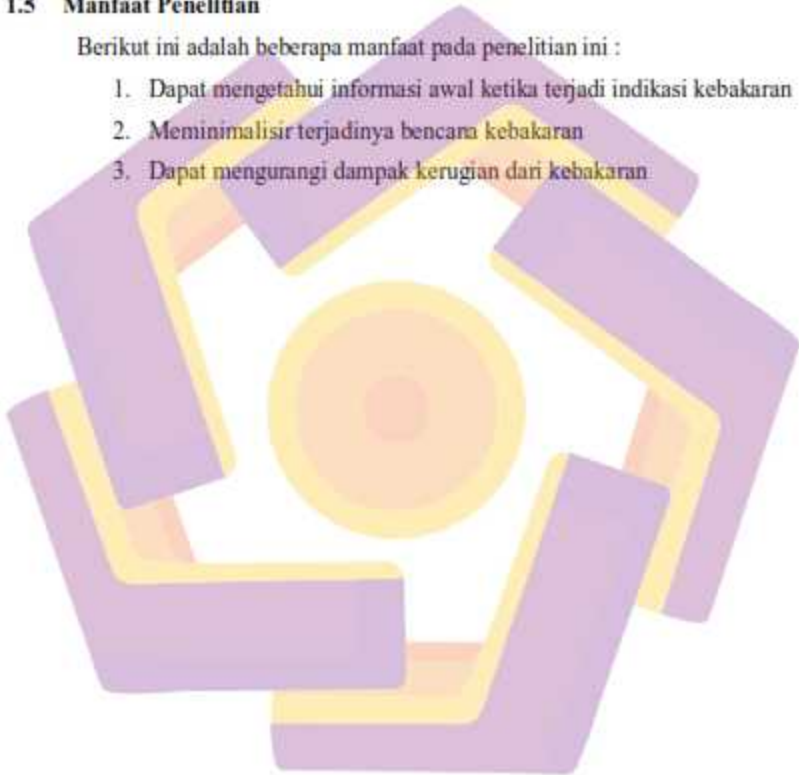 1.5 Manfaat Penelitian
Berikut ini adalah beberapa manfaat pada penelitian ini :
1. Dapat mengetahui informasi awal ketika terjadi indikasi kebakaran
2. Meminimalisir terjadinya bencana kebakaran
3. Dapat mengurangi dampak kerugian dari kebakaran